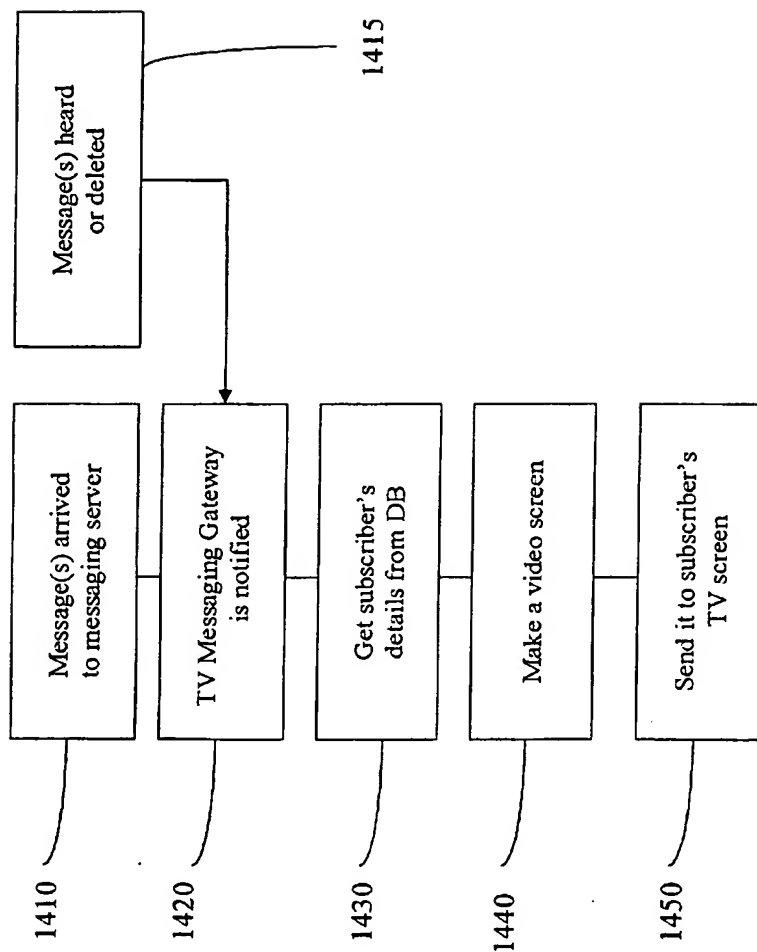 1410
Message(s) arrived
to messaging server
Message(s) heard
or deleted
1415
1420
TV Messaging Gateway
is notified
1430
Get subscriber's
details from DB
1440
Make a video screen
1450
Send it to subscriber's
TV screen